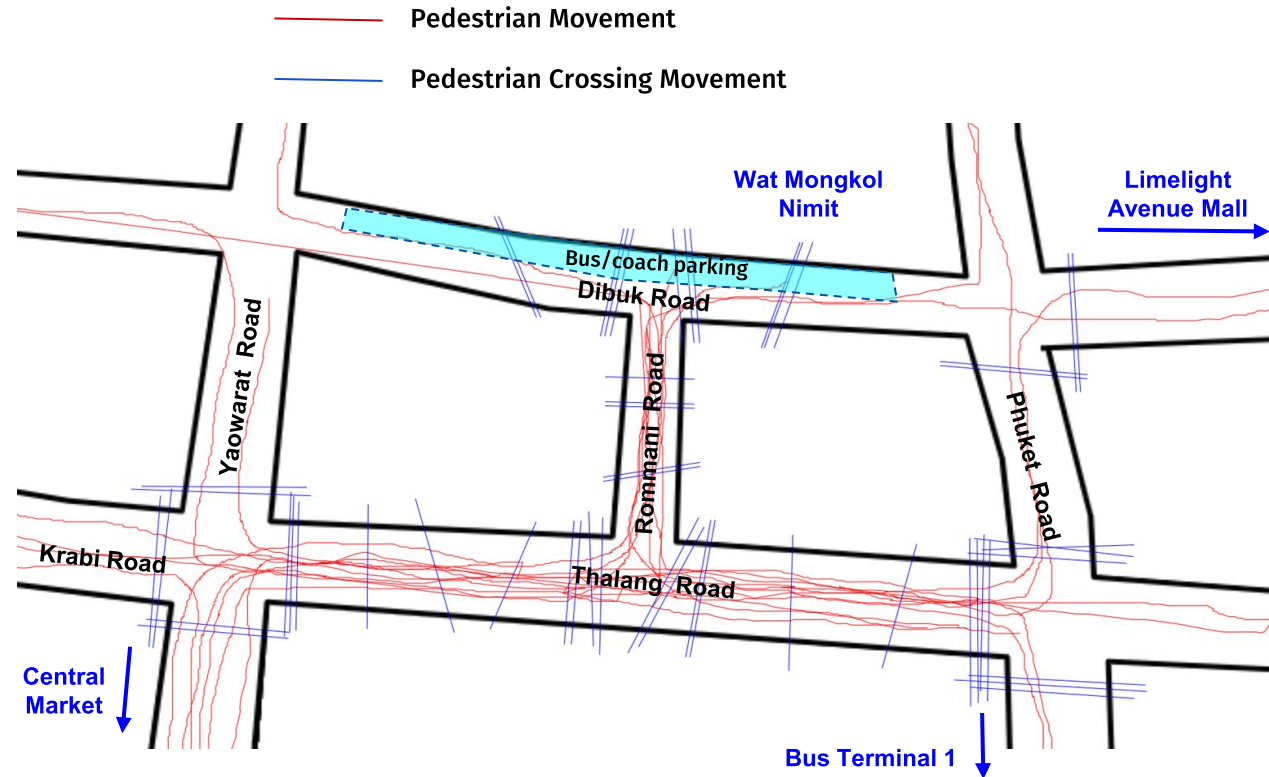 Pedestrian Movement
Pedestrian Crossing Movement
Wat Mongkol
Nimit
Limelight
Avenue Mall
Bus/coach parking
Dibuk Road
Yaowarat Road
Rommani Road
Phuket Road
Krabi Road
Thalang Road
Central
Market
Bus Terminal 1